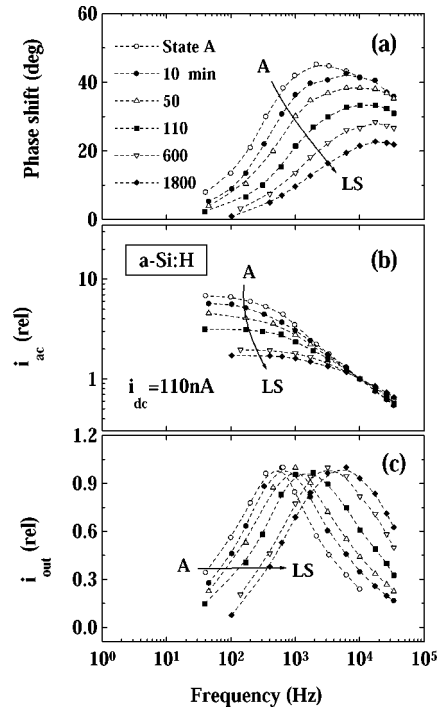 (a)
State A
10 min
50
110
600
1800
A
LS
Phase shift (deg)
60
40
20
0
(b)
a-Si:H
A
LS
i_dc=110nA
i_ac (rel)
10
1
(c)
A
LS
i_out (rel)
1.2
0.9
0.6
0.3
0.0
10^0 10^1 10^2 10^3 10^4 10^5
Frequency (Hz)